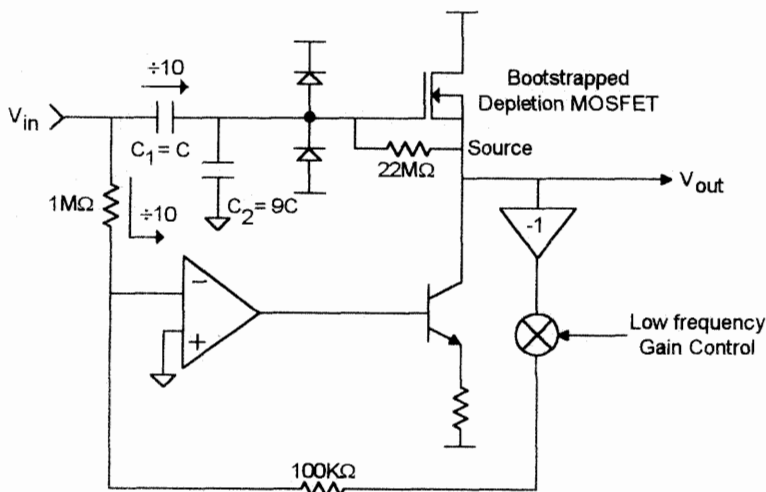 ÷10
Bootstrapped
Depletion MOSFET
V_in
C_1 = C
Source
22MΩ
V_out
1MΩ
÷10
C_2 = 9C
-1
−
+
Low frequency
Gain Control
100KΩ